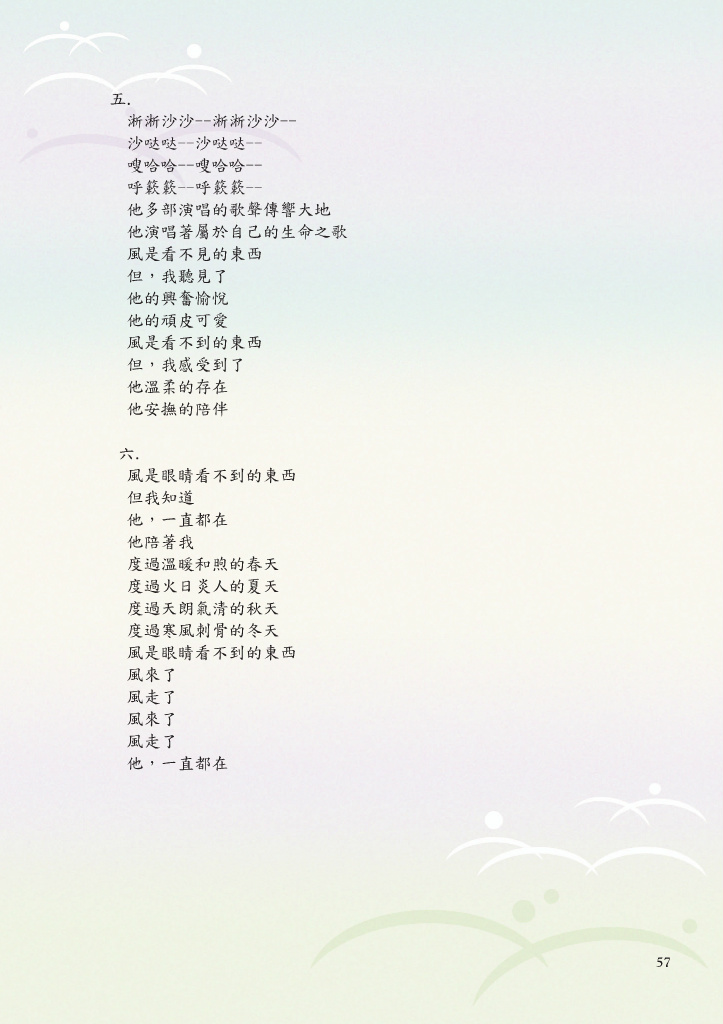 五.
淅淅沙沙--淅淅沙沙--
沙哒哒--沙哒哒--
嗖哈哈--嗖哈哈--
呼簌簌--呼簌簌--
他多部演唱的歌聲傳響大地
他演唱著屬於自己的生命之歌
風是看不見的東西
但，我聽見了
他的興奮愉悅
他的頑皮可愛
風是看不到的東西
但，我感受到了
他溫柔的存在
他安撫的陪伴
六.
風是眼睛看不到的東西
但我知道
他，一直都在
他陪著我
度過溫暖和煦的春天
度過火日炎人的夏天
度過天朗氣清的秋天
度過寒風刺骨的冬天
風是眼睛看不到的東西
風來了
風走了
風來了
風走了
他，一直都在
57